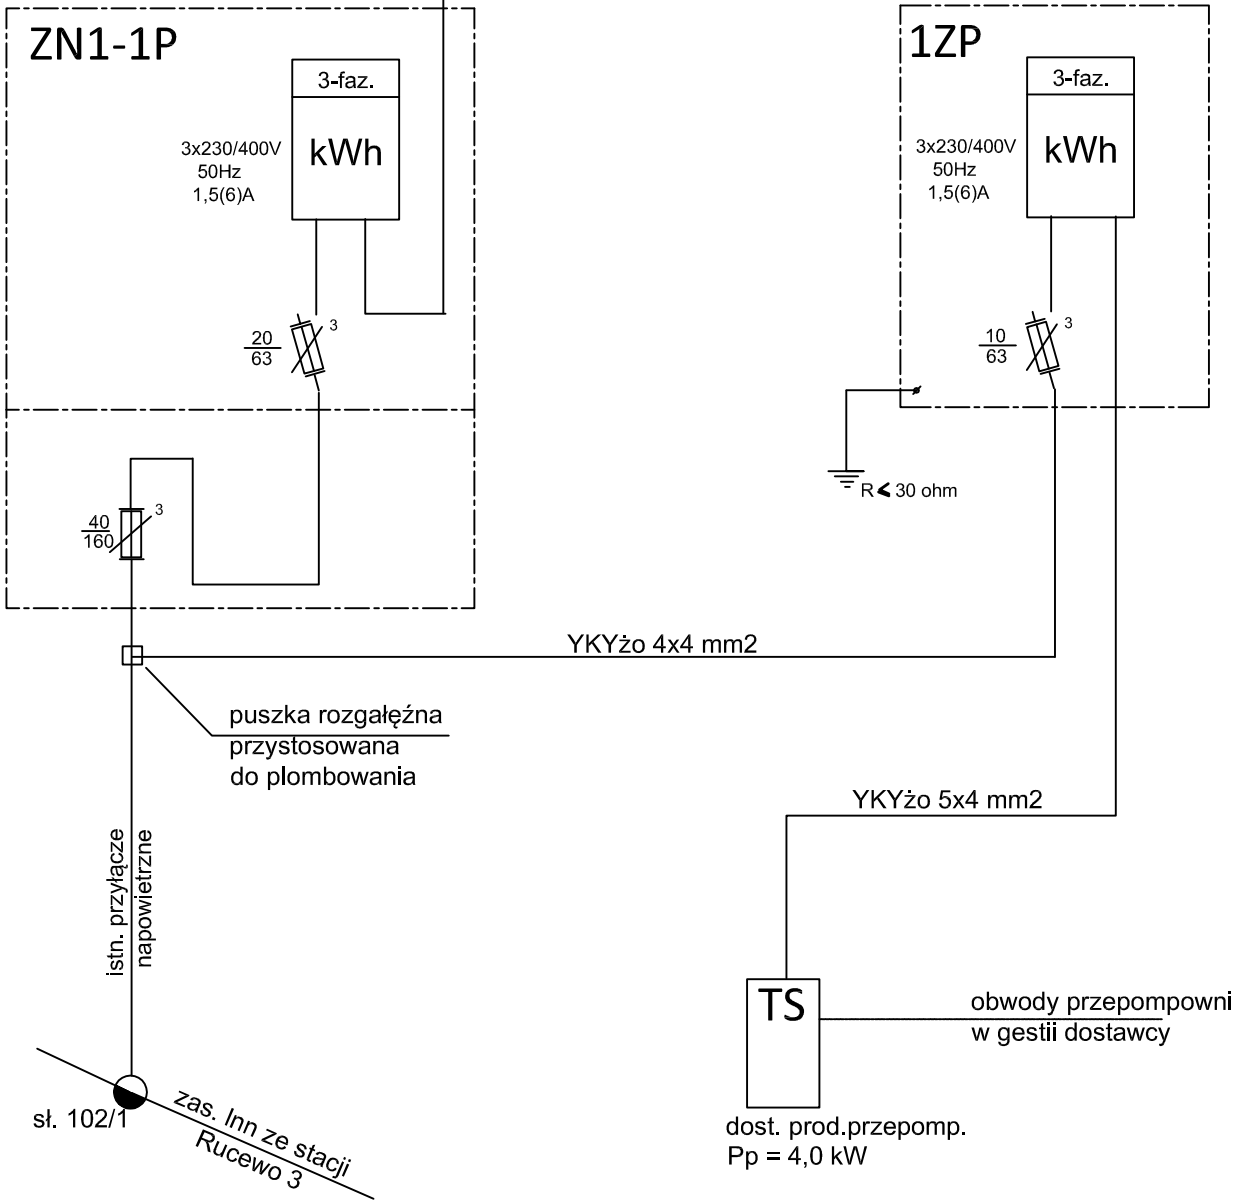 ZN1-1P
3-faz.
kWh
3x230/400V
50Hz
1,5(6)A
20
63
3
40
160
3
1ZP
3-faz.
kWh
3x230/400V
50Hz
1,5(6)A
10
63
3
R⩽ 30 ohm
YKYżo 4x4 mm2
puszka rozgałęźna
przystosowana
do plombowania
YKYżo 5x4 mm2
istn. przyłącze
napowietrzne
TS
obwody przepompowni
w gestii dostawcy
sł. 102/1
zas. Inn ze stacji
Rucewo 3
dost. prod.przepomp.
Pp = 4,0 kW